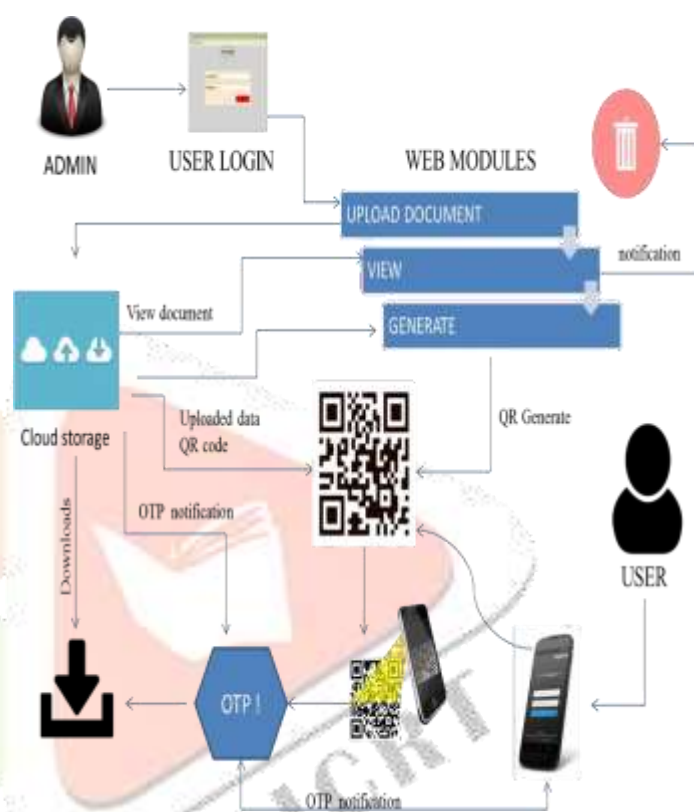 ADMIN
USER LOGIN
WEB MODULES
UPLOAD DOCUMENT
notification
VIEW
View document
GENERATE
Uploaded data
QR code
QR Generate
Cloud storage
OTP notification
Downloads
USER
OTP !
OTP notification